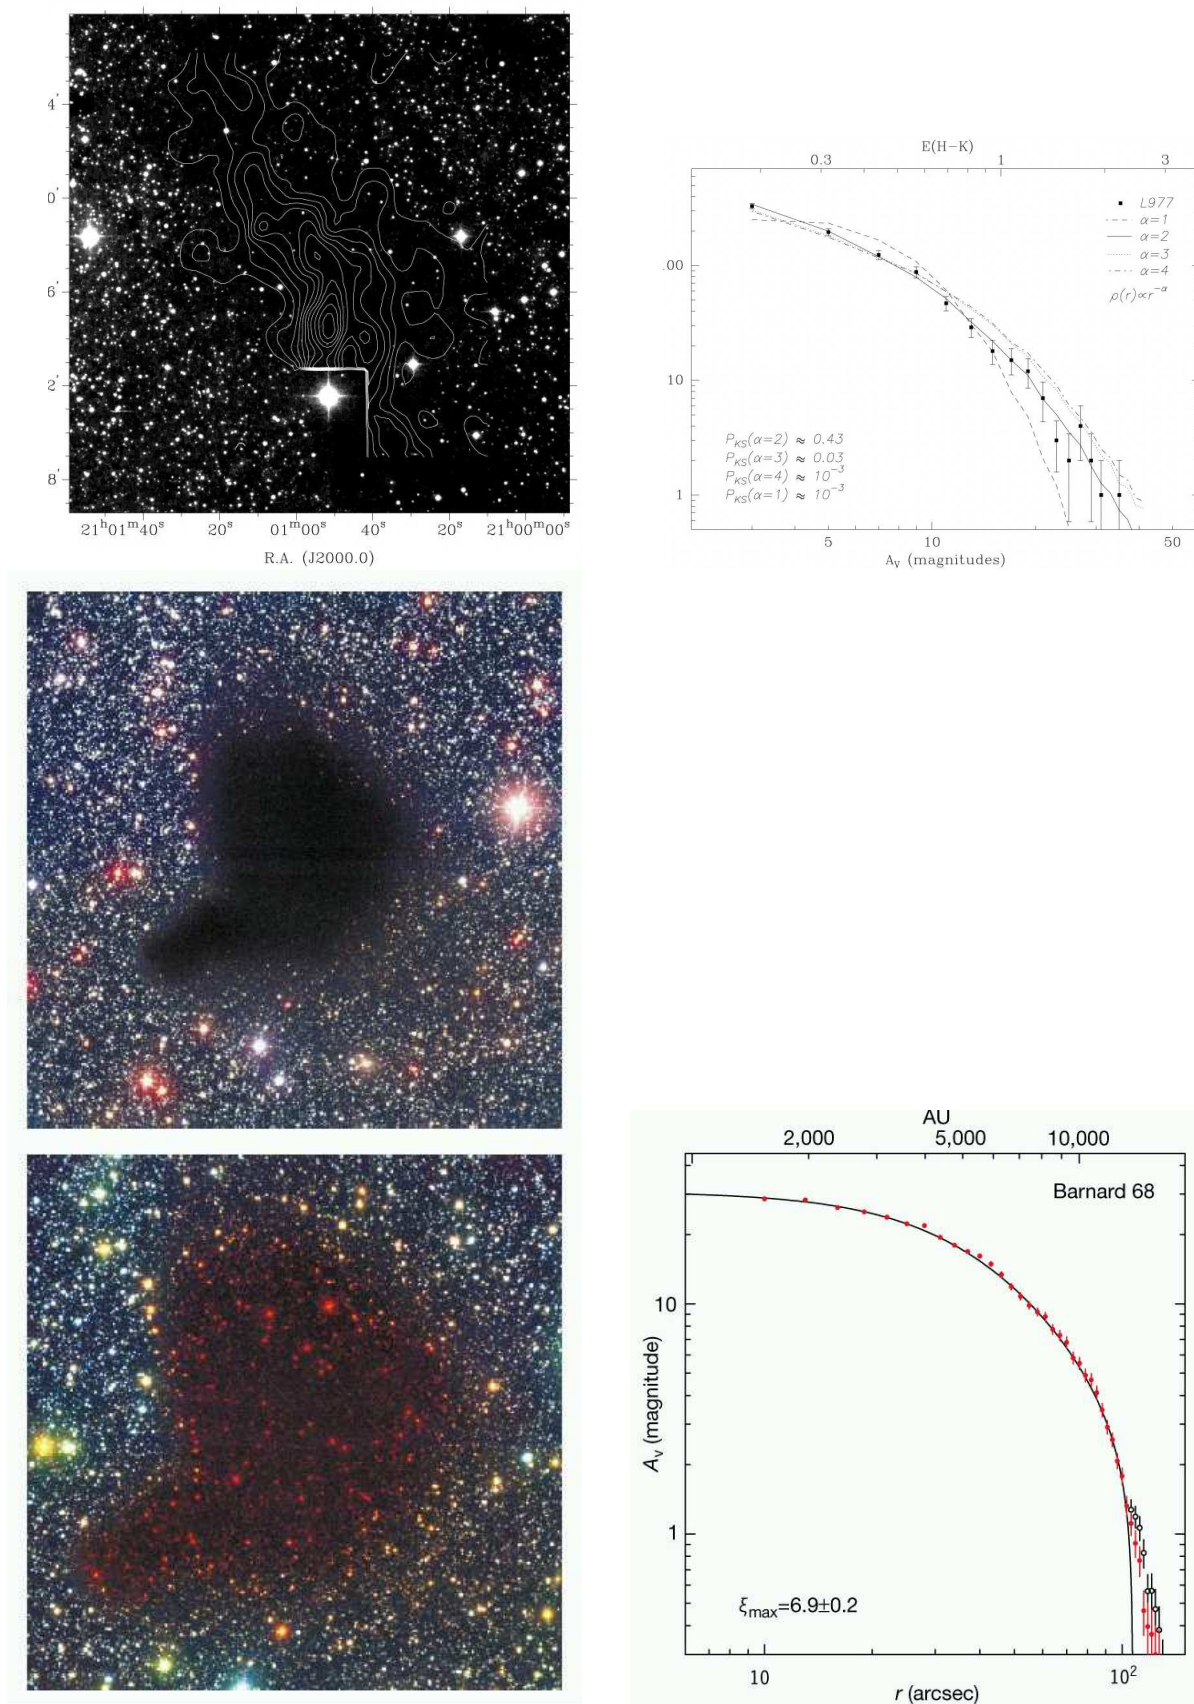 4'
0'
6'
2'
8'
21ʰ01ᵐ40ˢ 20ˢ 01ᵐ00ˢ 40ˢ 20ˢ 21ʰ00ᵐ00ˢ
R.A. (J2000.0)
E(H−K)
0.3 1 3
L977
α=1
α=2
α=3
α=4
ρ(r)∝r⁻ᵅ
.00
10
1
P_KS(α=2) ≈ 0.43
P_KS(α=3) ≈ 0.03
P_KS(α=4) ≈ 10⁻³
P_KS(α=1) ≈ 10⁻³
5 10 50
A_V (magnitudes)
AU
2,000 5,000 10,000
Barnard 68
10
1
A_v (magnitude)
ξ_max=6.9±0.2
10 10²
r (arcsec)